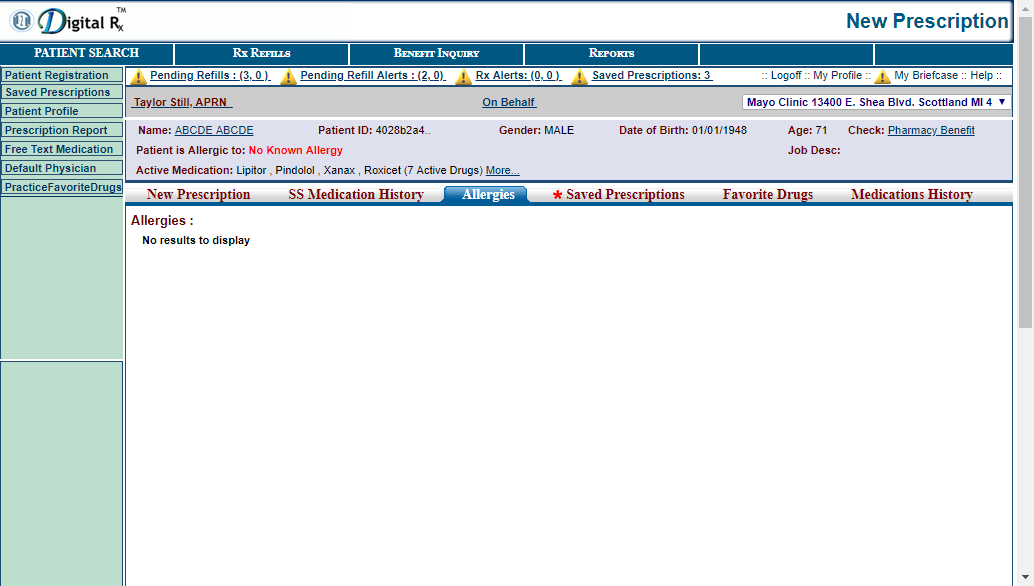 Digital Rx TM New Prescription
PATIENT SEARCH RX REFILLS BENEFIT INQUIRY REPORTS
Patient Registration Pending Refills : (3, 0 ) Pending Refill Alerts : (2, 0) Rx Alerts: (0, 0 ) Saved Prescriptions: 3 :: Logoff :: My Profile :: My Briefcase :: Help ::
Saved Prescriptions
Patient Profile
Prescription Report
Free Text Medication
Default Physician
PracticeFavoriteDrugs
Taylor Still, APRN On Behalf Mayo Clinic 13400 E. Shea Blvd. Scottland MI 4
Name: ABCDE ABCDE Patient ID: 4028b2a4.. Gender: MALE Date of Birth: 01/01/1948 Age: 71 Check: Pharmacy Benefit
Patient is Allergic to: No Known Allergy Job Desc:
Active Medication: Lipitor , Pindolol , Xanax , Roxicet (7 Active Drugs) More...
New Prescription SS Medication History Allergies * Saved Prescriptions Favorite Drugs Medications History
Allergies :
No results to display